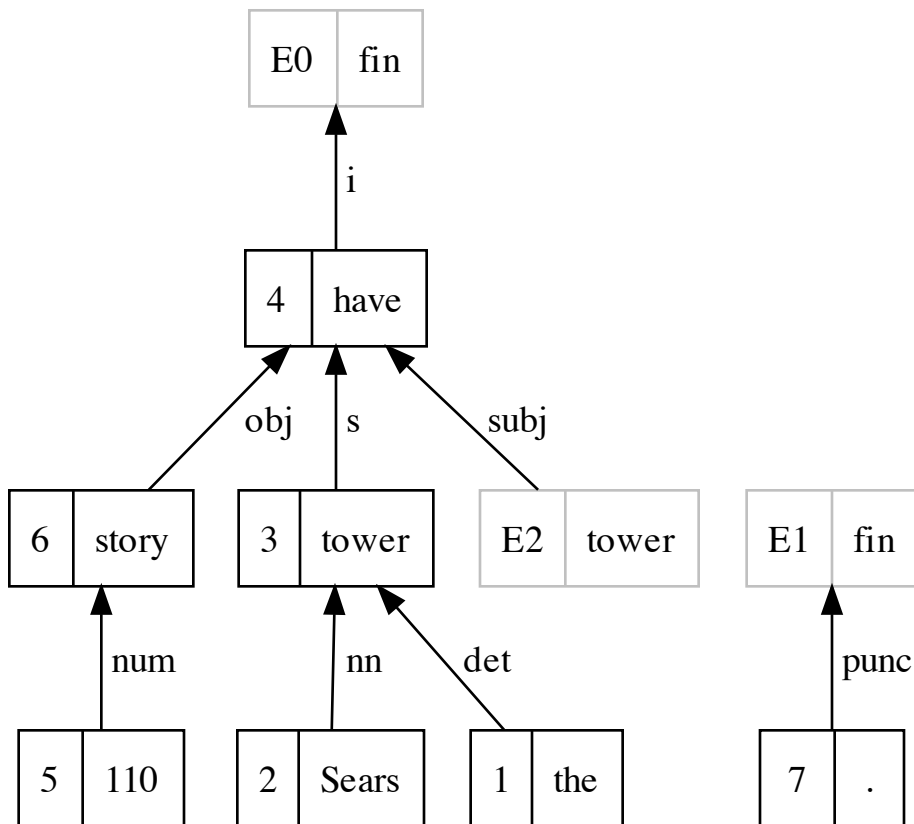 E0 fin
i
4 have
obj s subj
6 story 3 tower E2 tower E1 fin
num nn det punc
5 110 2 Sears 1 the 7 .